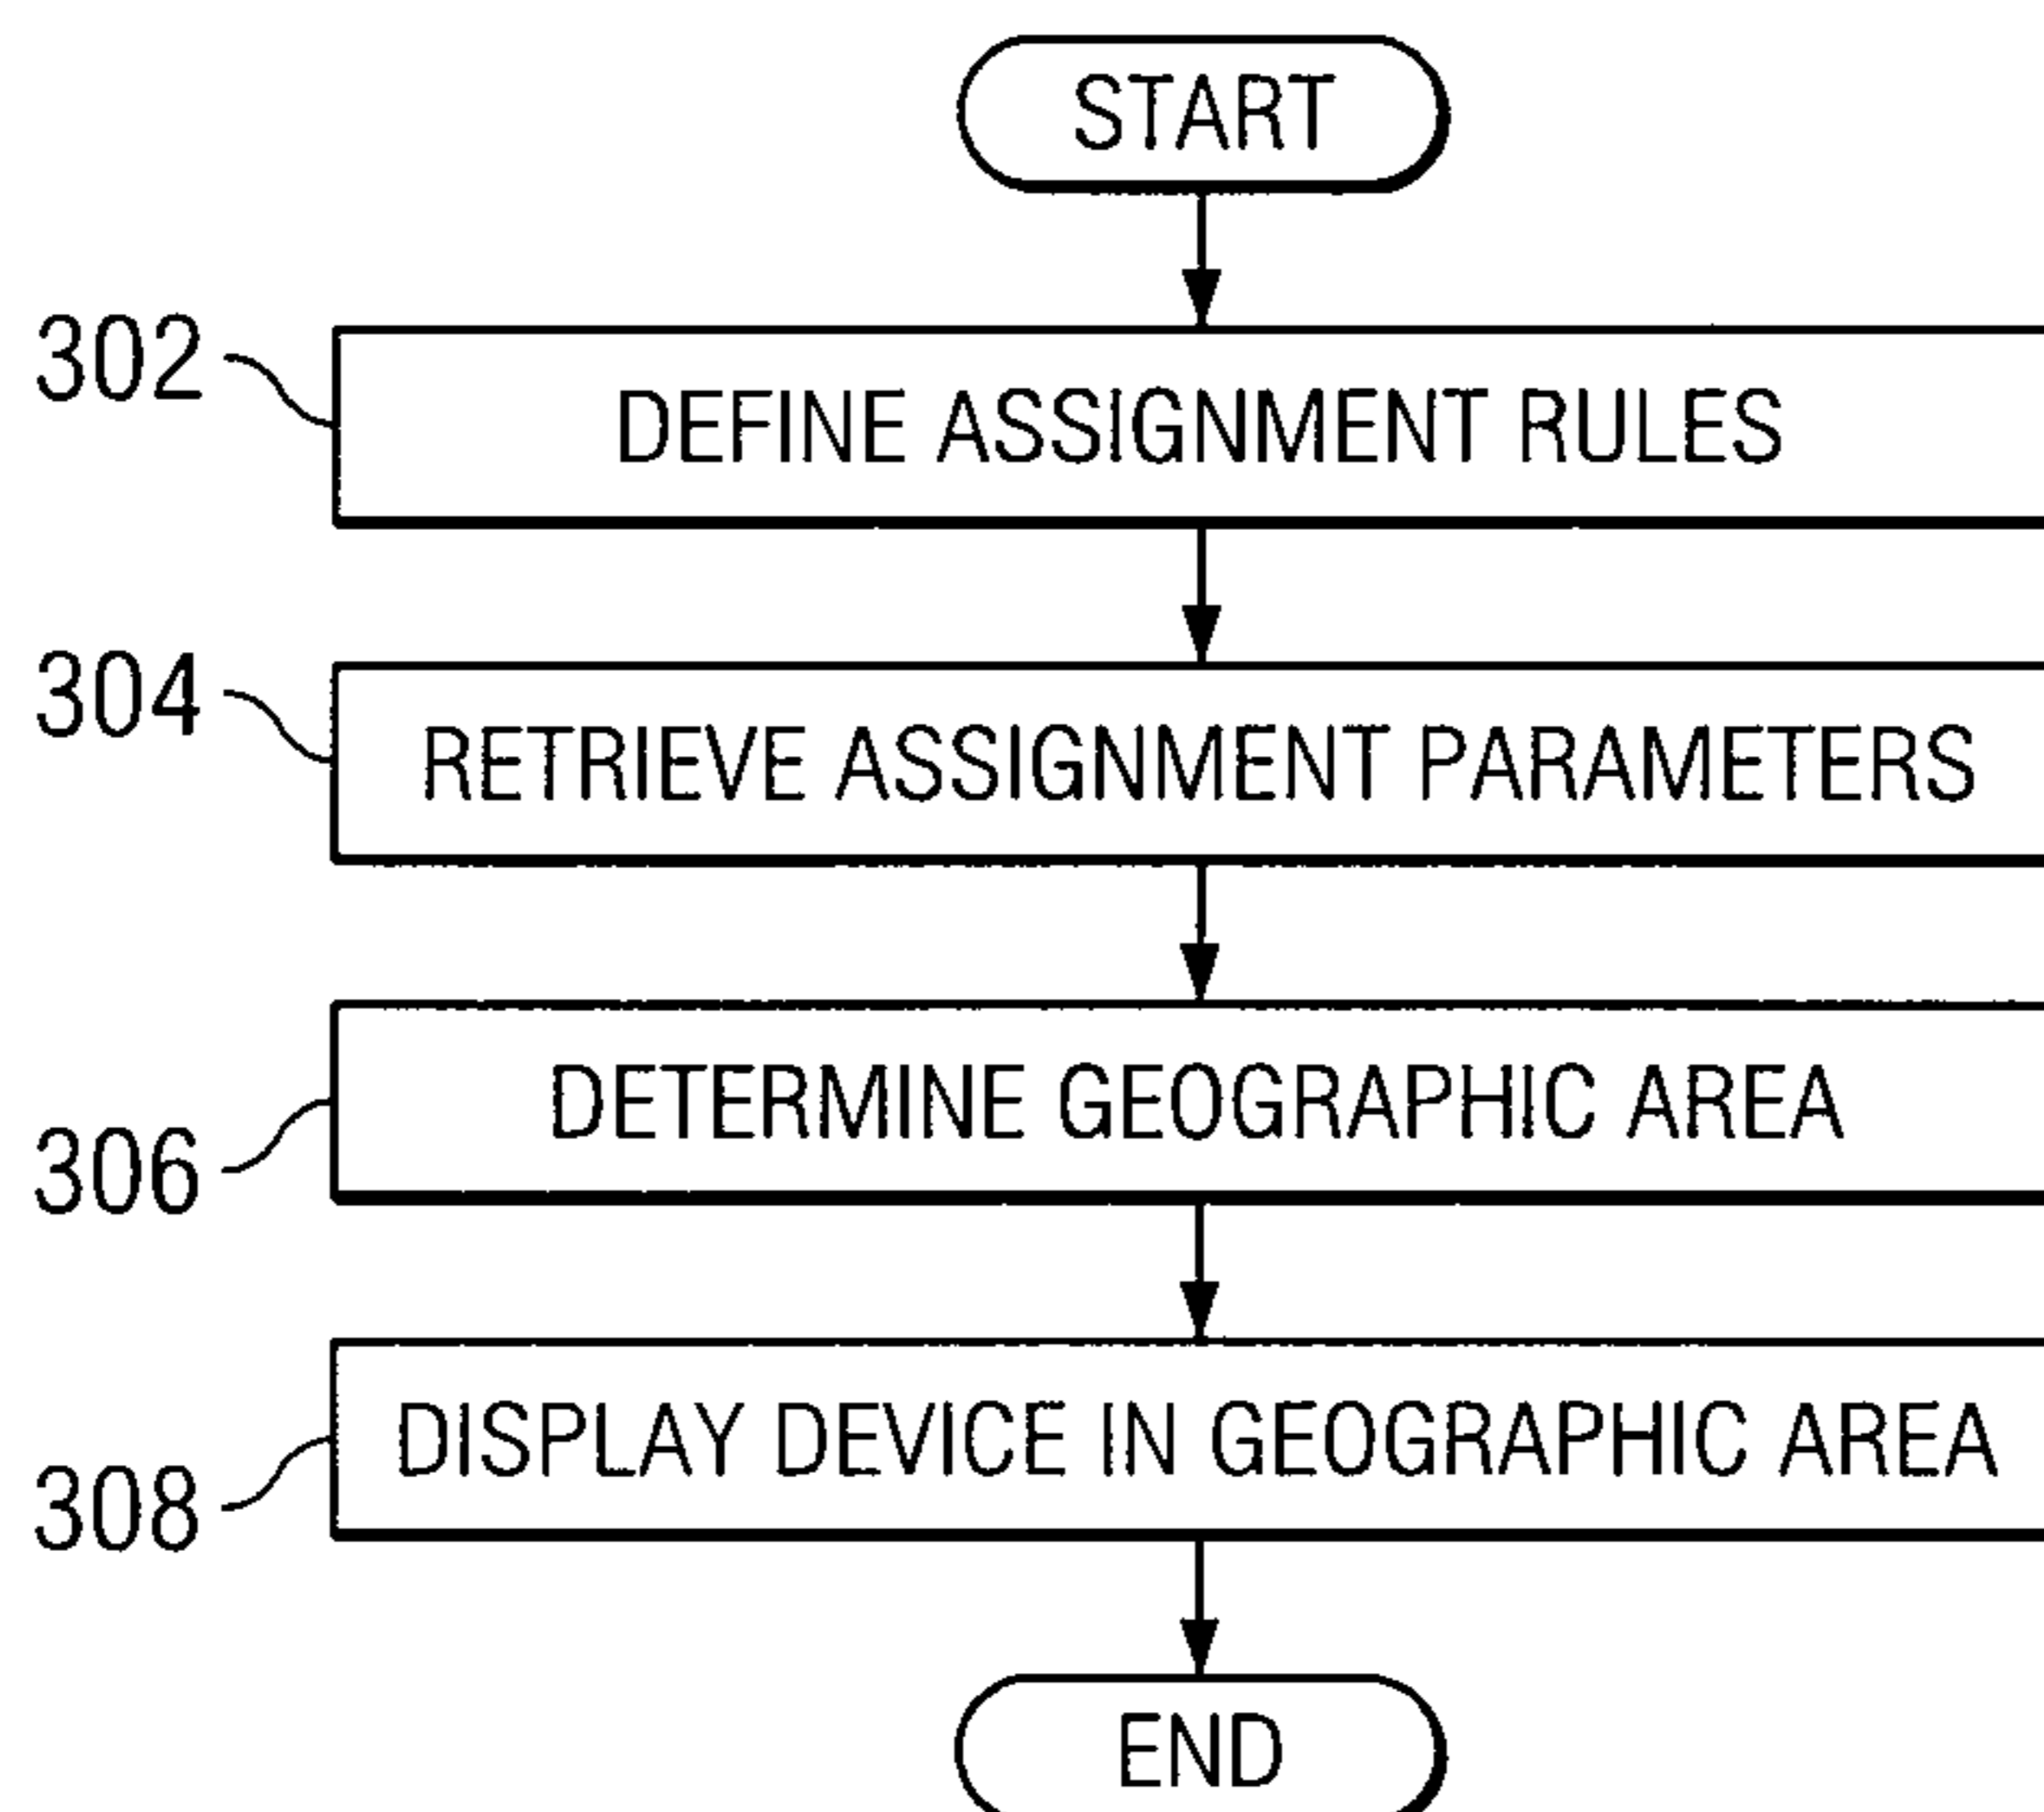 START
302
DEFINE ASSIGNMENT RULES
304
RETRIEVE ASSIGNMENT PARAMETERS
306
DETERMINE GEOGRAPHIC AREA
308
DISPLAY DEVICE IN GEOGRAPHIC AREA
END